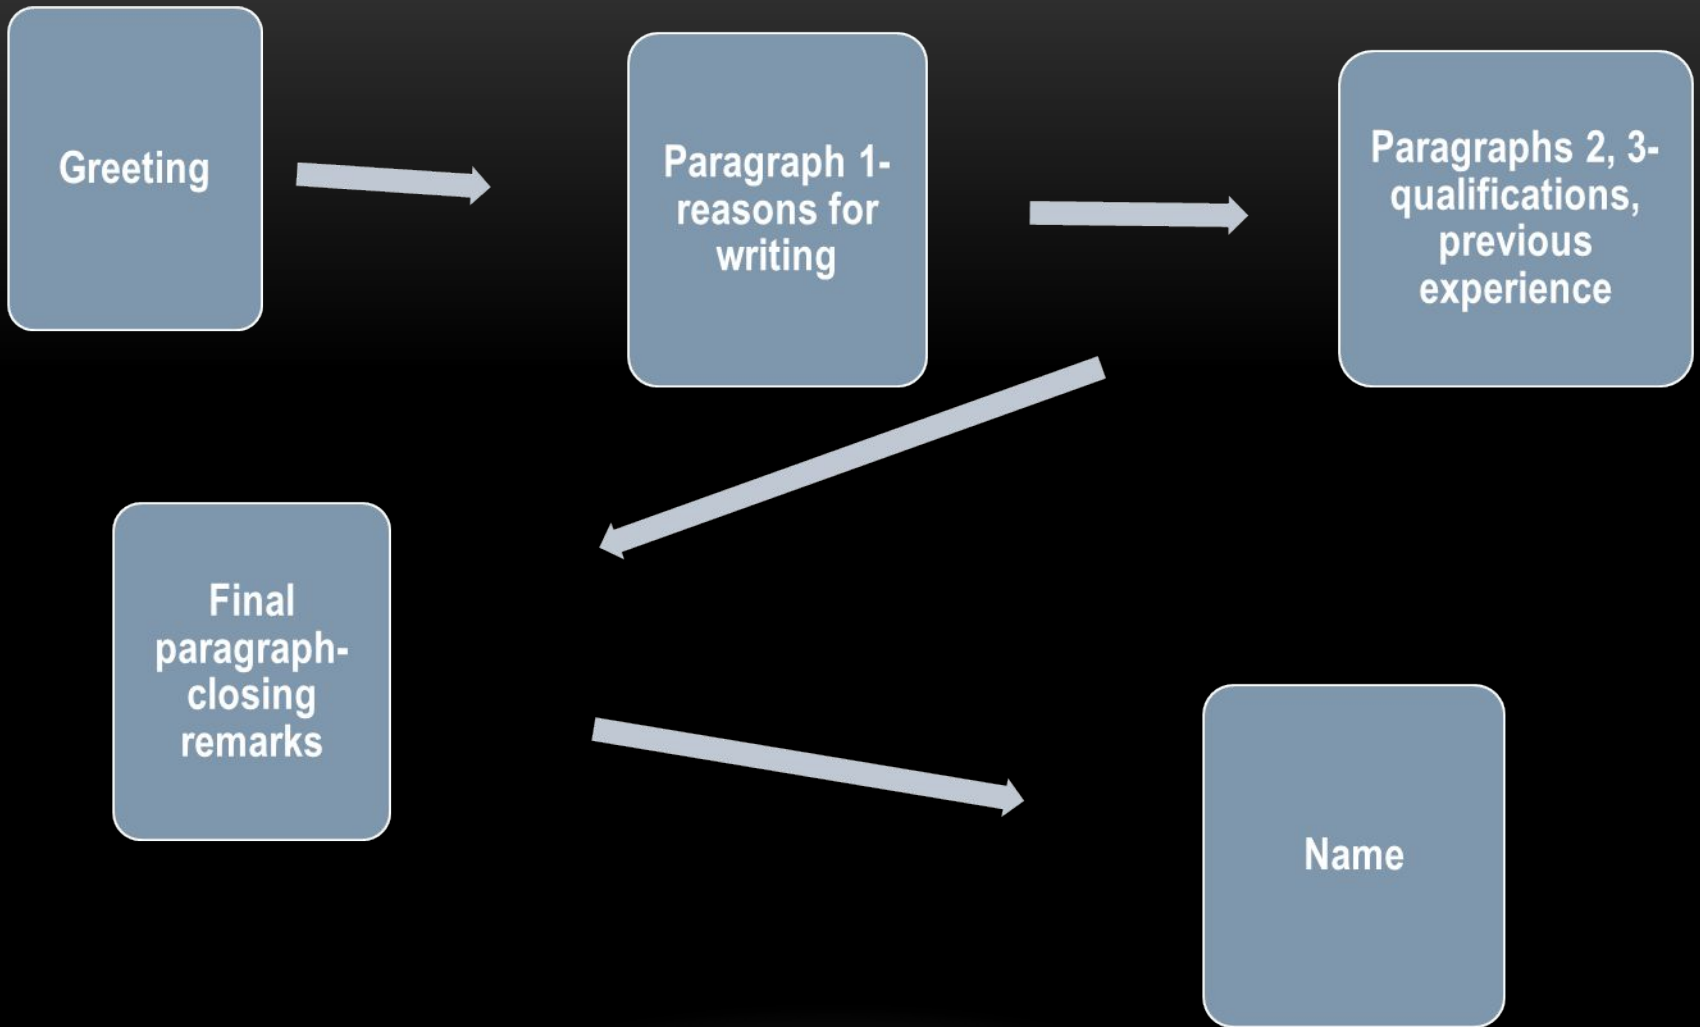 Greeting
Paragraph 1-
reasons for
writing
Paragraphs 2, 3-
qualifications,
previous
experience
Final
paragraph-
closing
remarks
Name